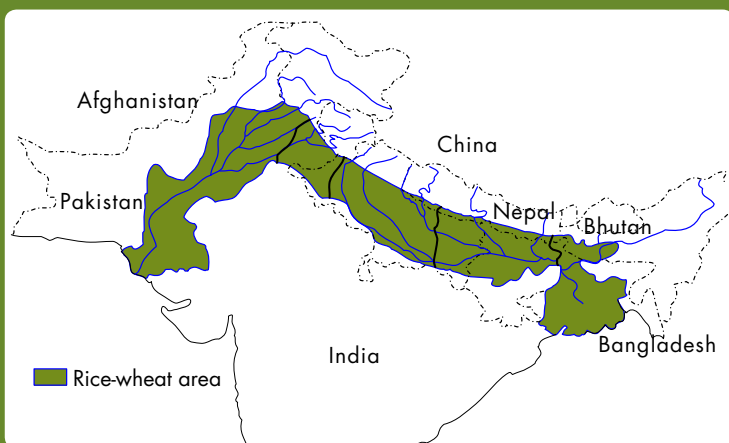 Afghanistan
China
Pakistan
Nepal
Bhutan
India
Bangladesh
Rice-wheat area